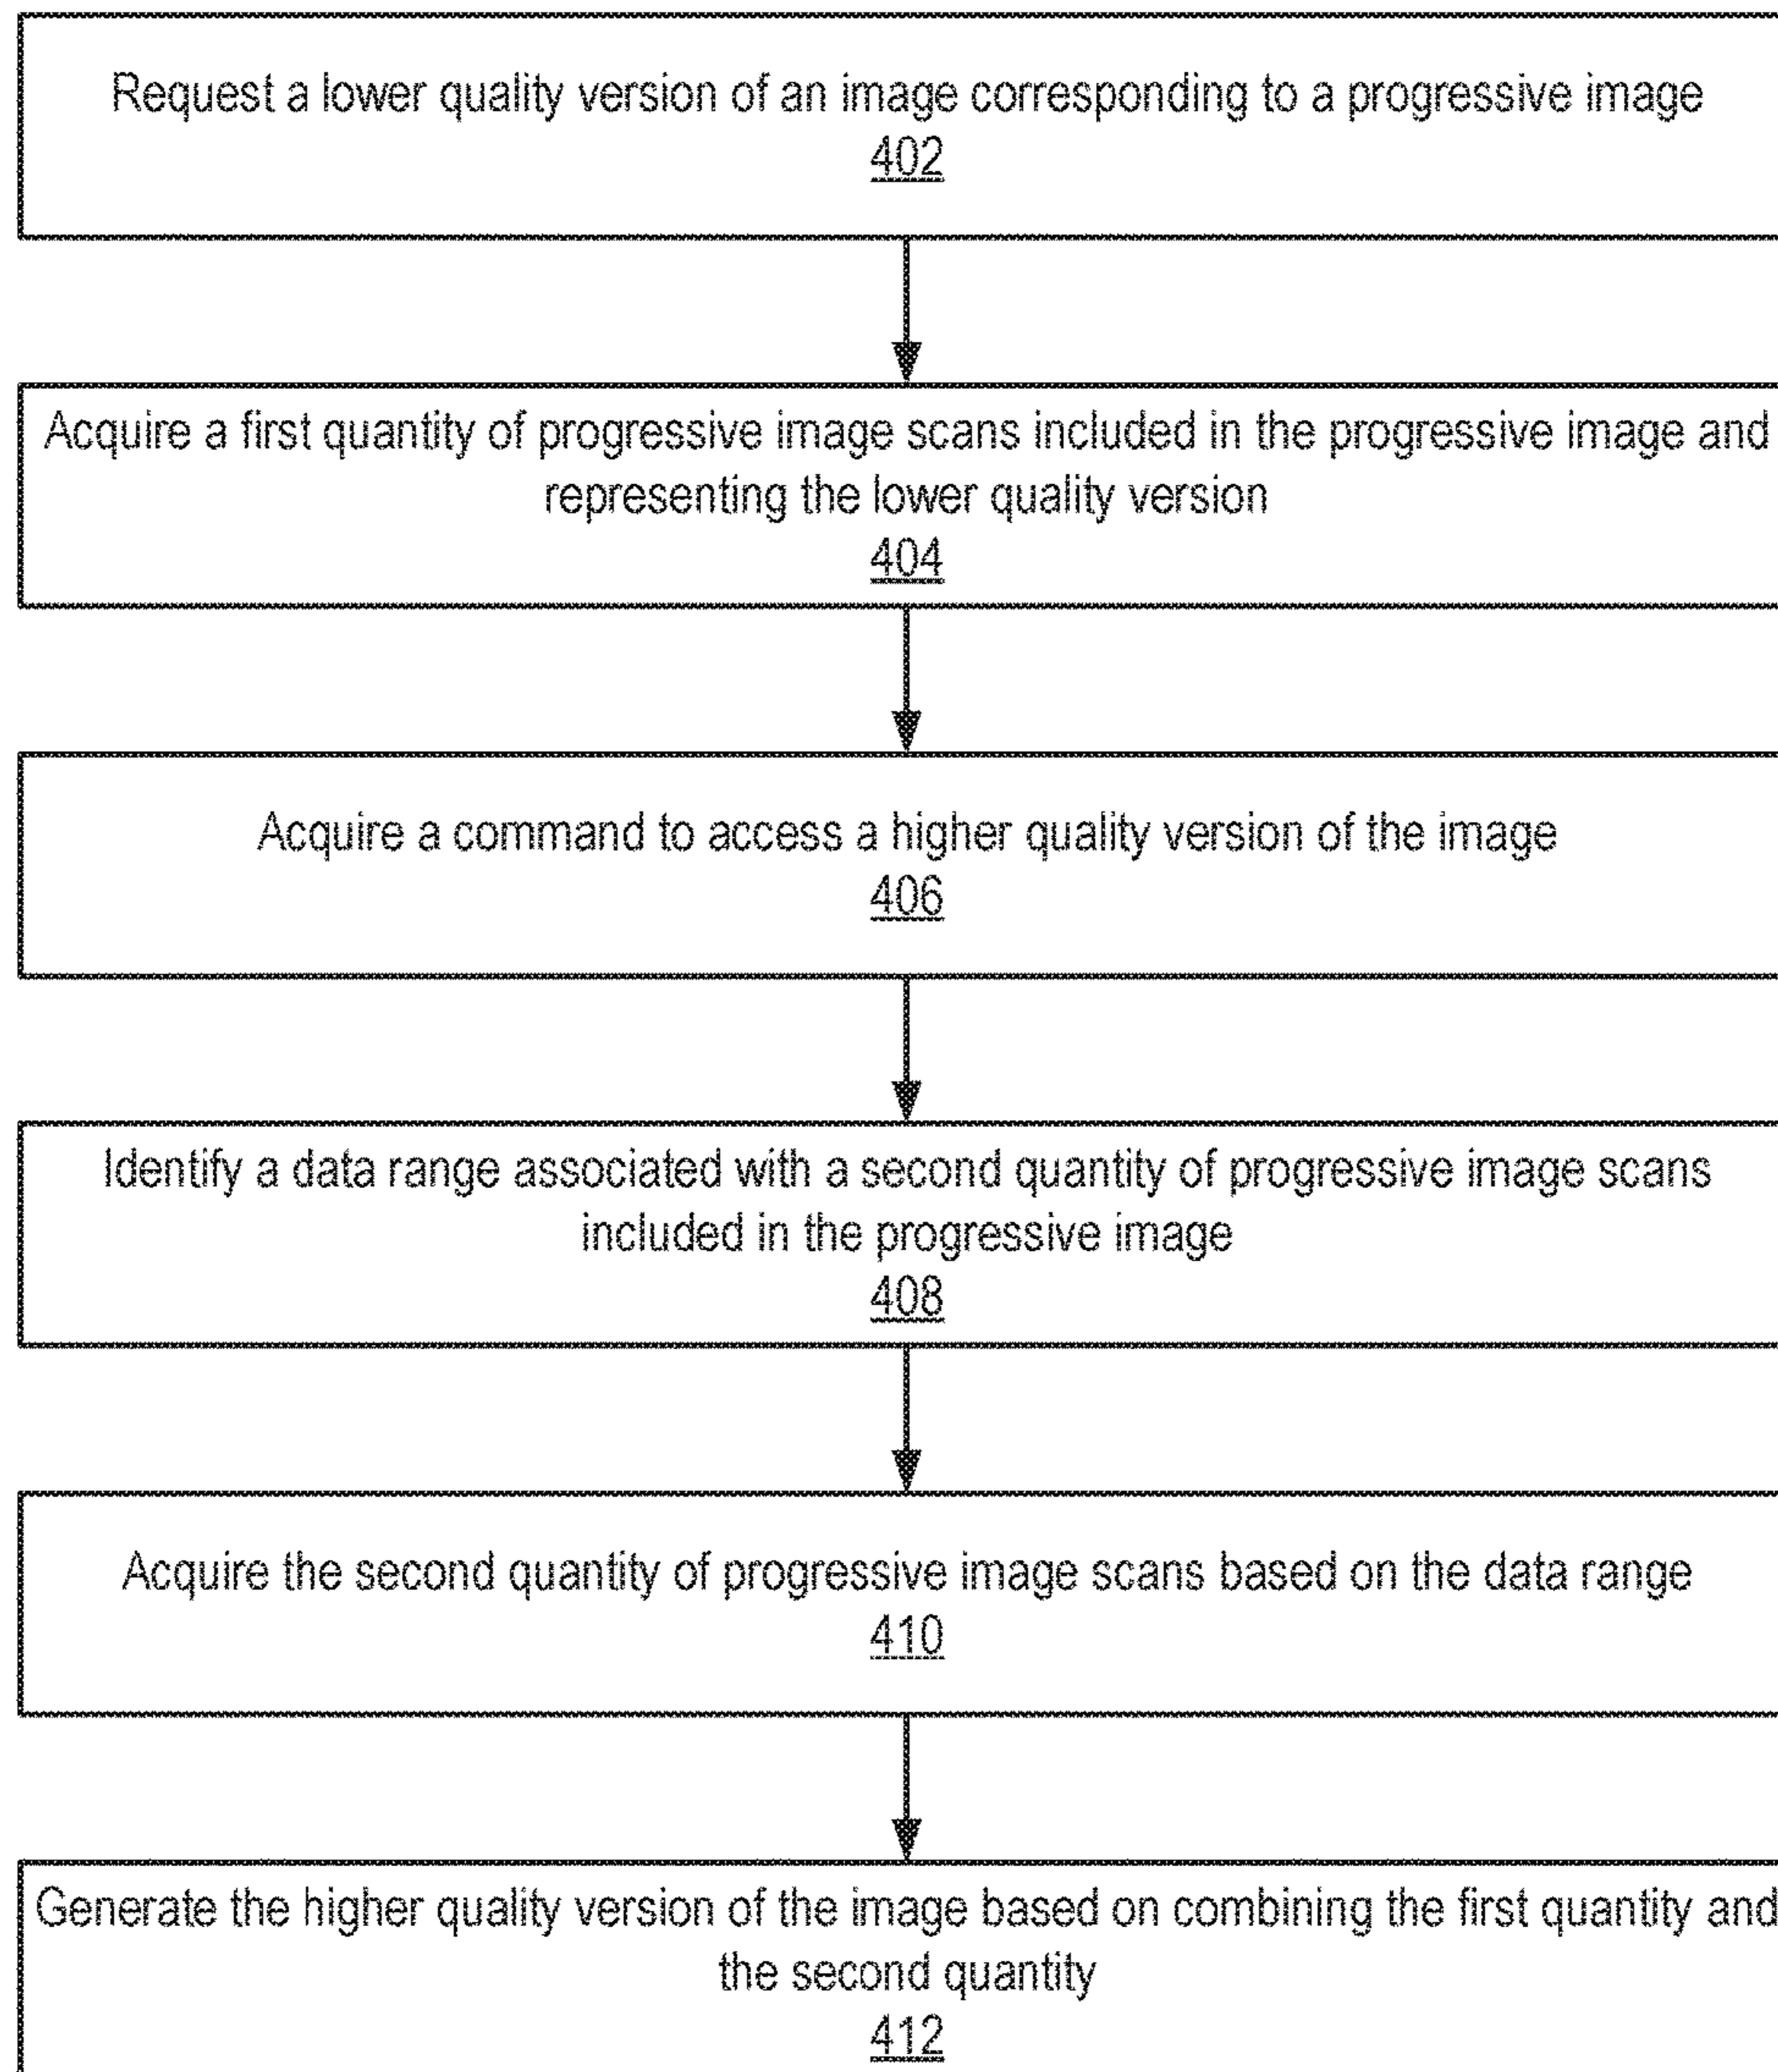 Request a lower quality version of an image corresponding to a progressive image
402
Acquire a first quantity of progressive image scans included in the progressive image and
representing the lower quality version
404
Acquire a command to access a higher quality version of the image
406
Identify a data range associated with a second quantity of progressive image scans
included in the progressive image
408
Acquire the second quantity of progressive image scans based on the data range
410
Generate the higher quality version of the image based on combining the first quantity and
the second quantity
412